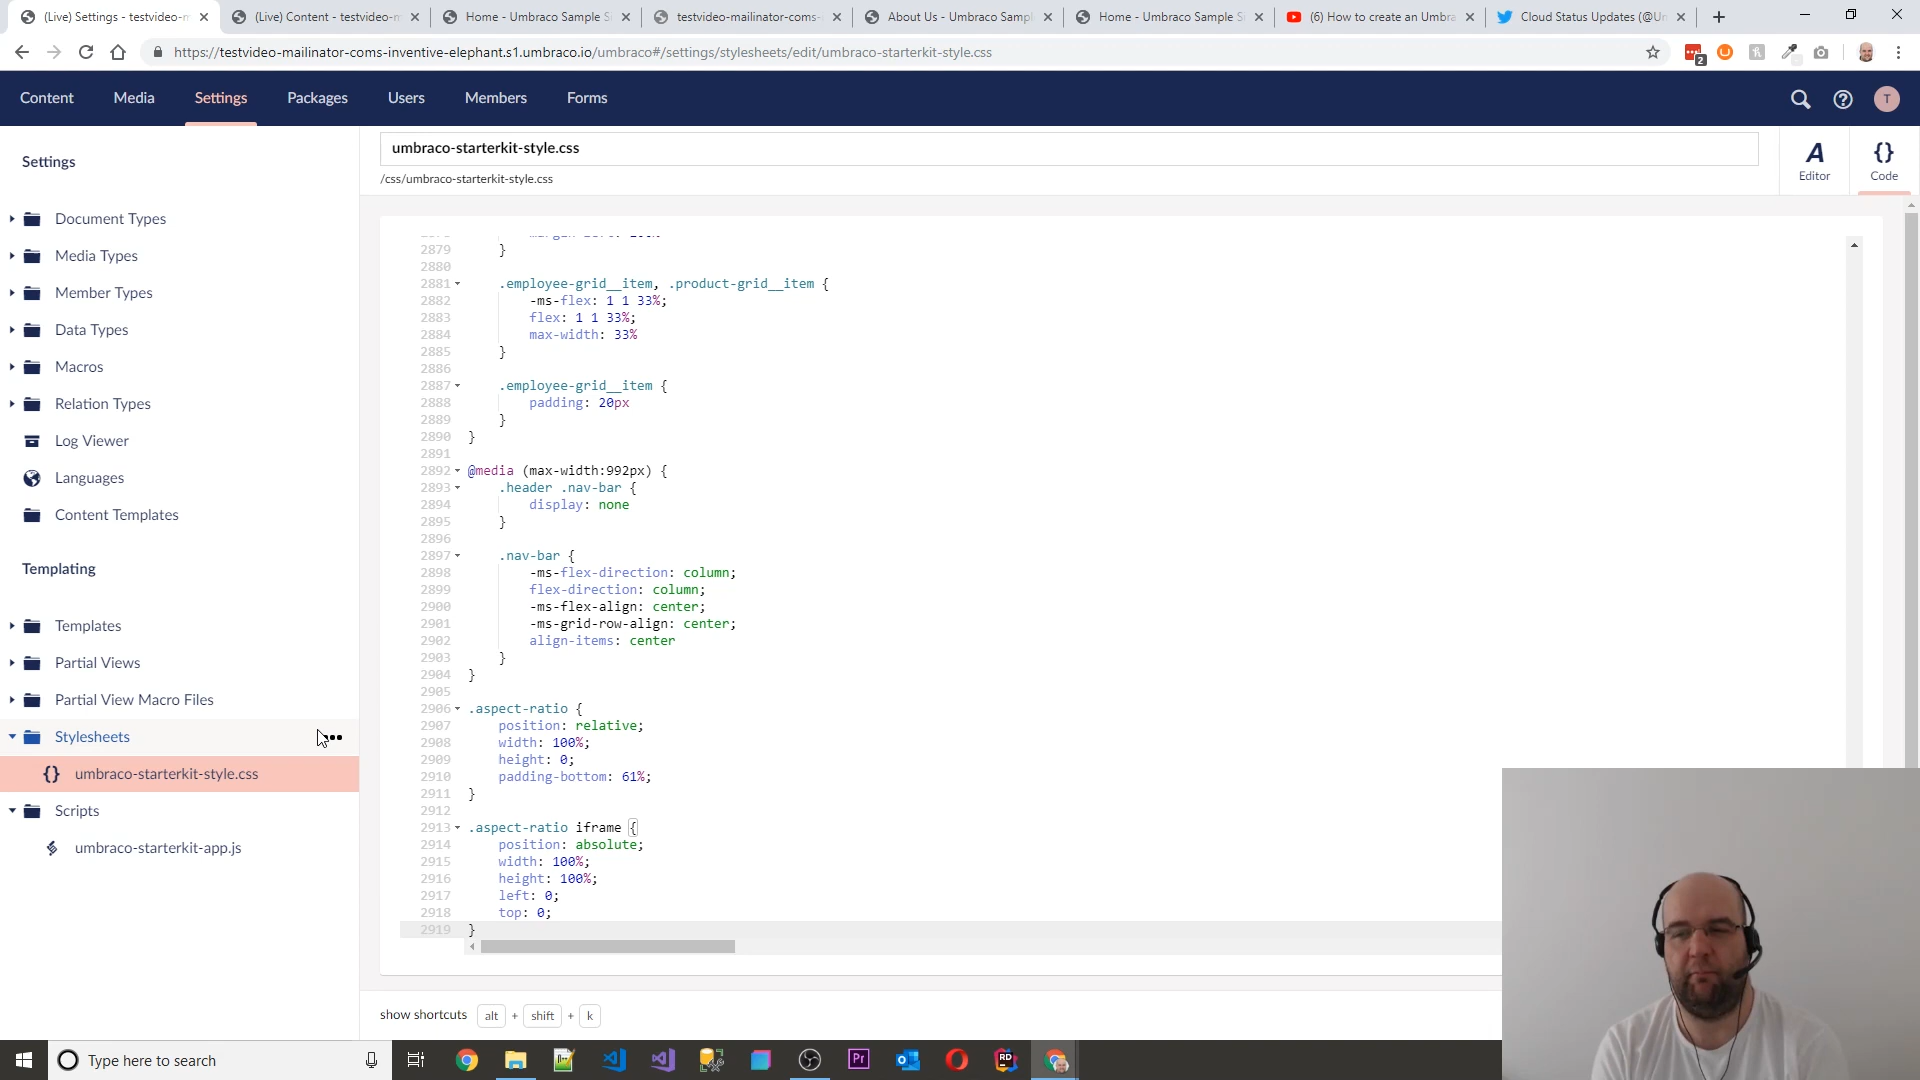 (Live) Settings - testvideo-m
(Live) Content - testvideo-m
Home - Umbraco Sample Si
testvideo-mailinator-coms-
About Us - Umbraco Sampl
Home - Umbraco Sample Si
(6) How to create an Umbra
Cloud Status Updates (@Um
https://testvideo-mailinator-coms-inventive-elephant.s1.umbraco.io/umbraco#/settings/stylesheets/edit/umbraco-starterkit-style.css
2
Content
Media
Settings
Packages
Users
Members
Forms
T
Settings
Document Types
Media Types
Member Types
Data Types
Macros
Relation Types
Log Viewer
Languages
Content Templates
Templating
Templates
Partial Views
Partial View Macro Files
Stylesheets
{} umbraco-starterkit-style.css
Scripts
umbraco-starterkit-app.js
umbraco-starterkit-style.css
/css/umbraco-starterkit-style.css
A
Editor
{}
Code
2879 }
2880
2881 .employee-grid__item, .product-grid__item {
2882 -ms-flex: 1 1 33%;
2883 flex: 1 1 33%;
2884 max-width: 33%
2885 }
2886
2887 .employee-grid__item {
2888 padding: 20px
2889 }
2890 }
2891
2892 @media (max-width:992px) {
2893 .header .nav-bar {
2894 display: none
2895 }
2896
2897 .nav-bar {
2898 -ms-flex-direction: column;
2899 flex-direction: column;
2900 -ms-flex-align: center;
2901 -ms-grid-row-align: center;
2902 align-items: center
2903 }
2904 }
2905
2906 .aspect-ratio {
2907 position: relative;
2908 width: 100%;
2909 height: 0;
2910 padding-bottom: 61%;
2911 }
2912
2913 .aspect-ratio iframe {
2914 position: absolute;
2915 width: 100%;
2916 height: 100%;
2917 left: 0;
2918 top: 0;
2919 }
show shortcuts alt + shift + k
Type here to search
Pr
RD